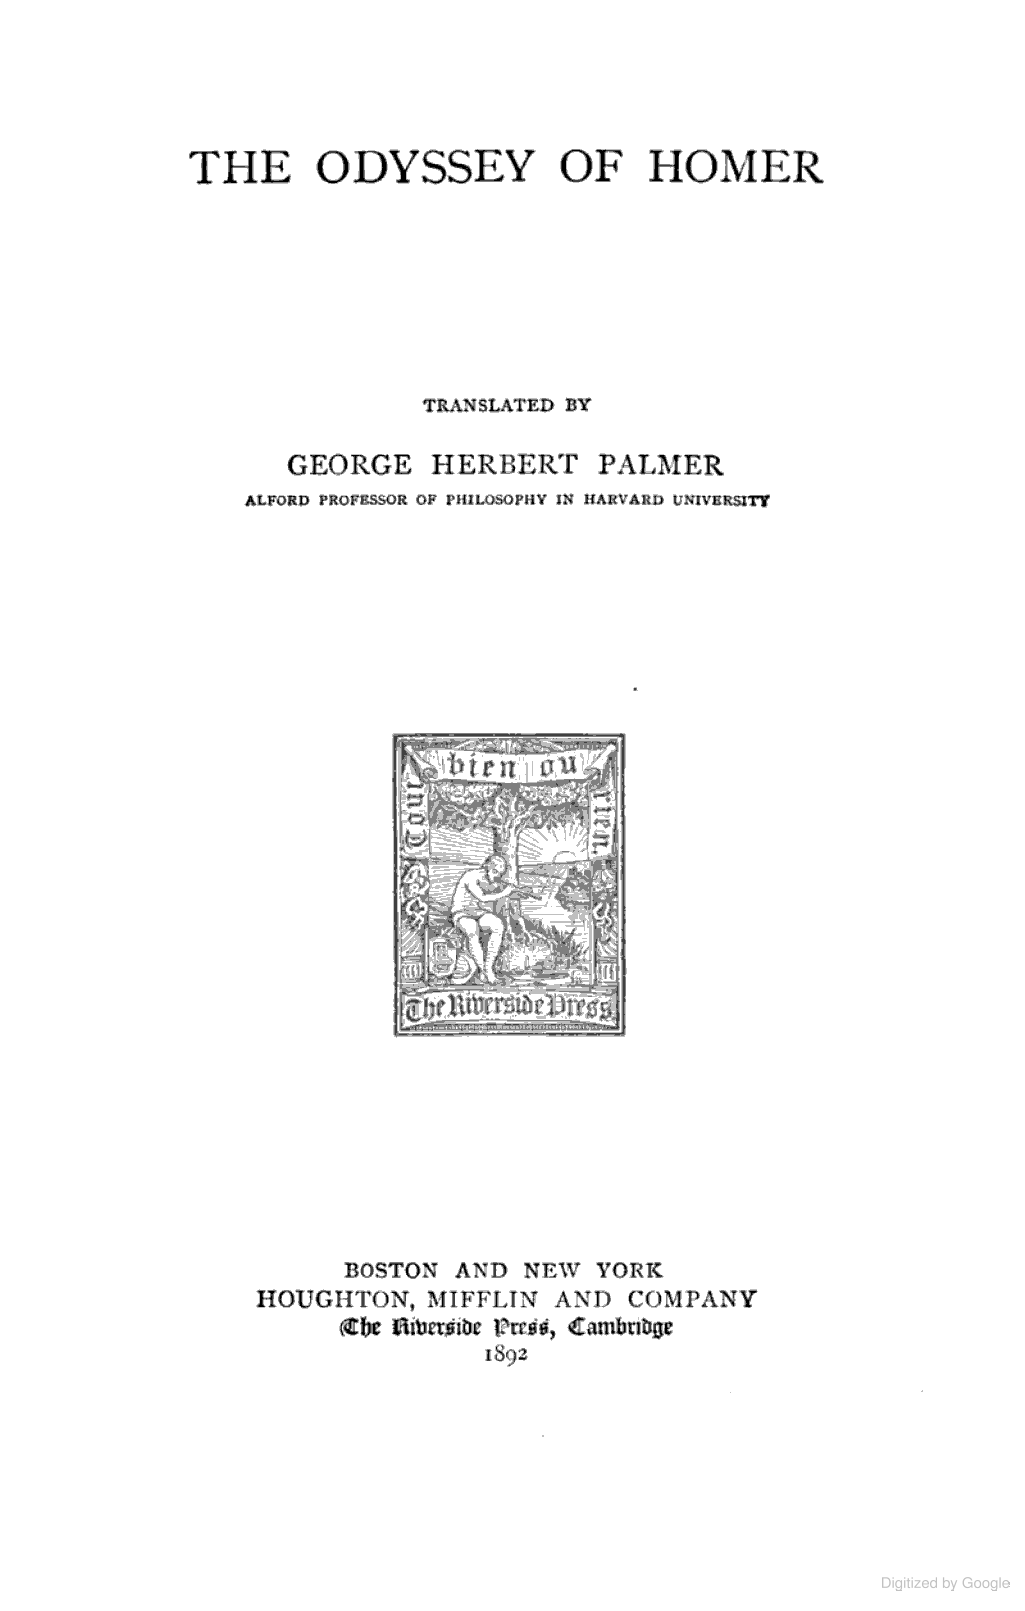 THE ODYSSEY OF HOMER
TRANSLATED BY
GEORGE HERBERT PALMER
ALFORD PROFESSOR OF PHILOSOPHY IN HARVARD UNIVERSITY
Tout
bien ou
rien.
The Riverside Press
BOSTON AND NEW YORK
HOUGHTON, MIFFLIN AND COMPANY
The Riverside Press, Cambridge
1892
Digitized by Google